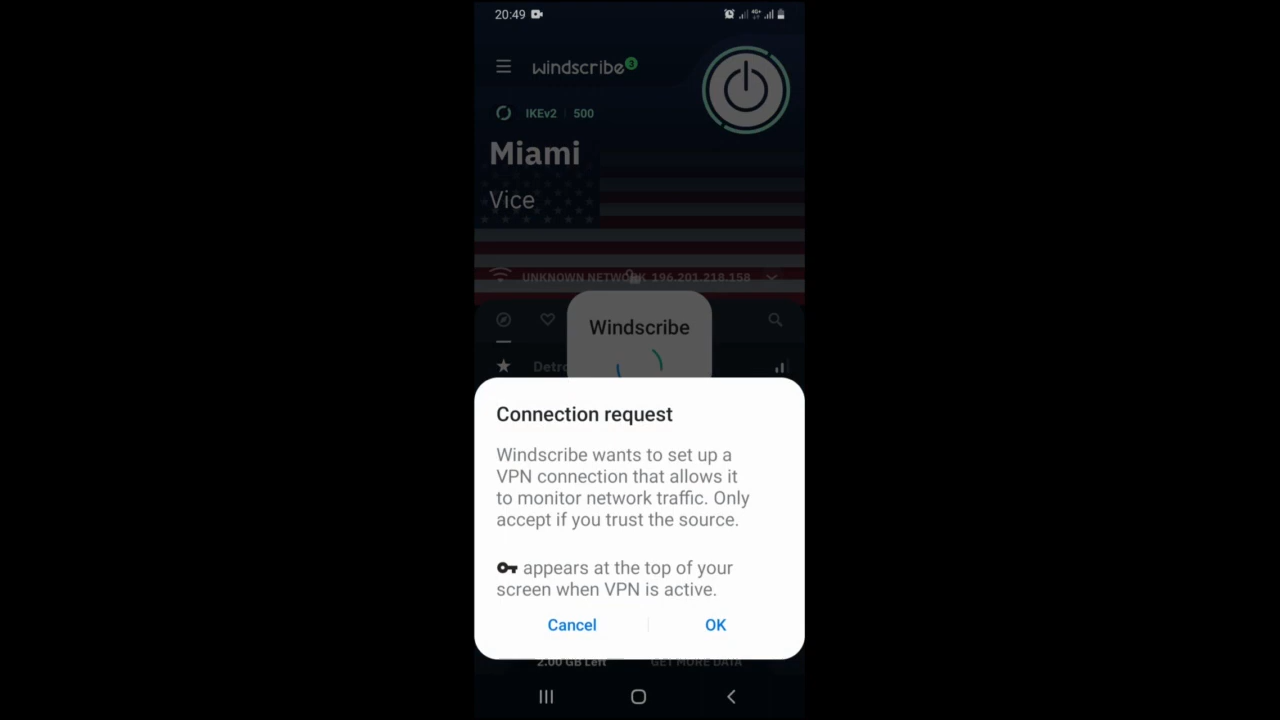 20:49
4G+
windscribe 3
IKEv2 500
Miami
Vice
UNKNOWN NETWORK 196.201.218.158
Windscribe
Detro
Connection request
Windscribe wants to set up a
VPN connection that allows it
to monitor network traffic. Only
accept if you trust the source.
appears at the top of your
screen when VPN is active.
Cancel OK
2.00 GB Left GET MORE DATA